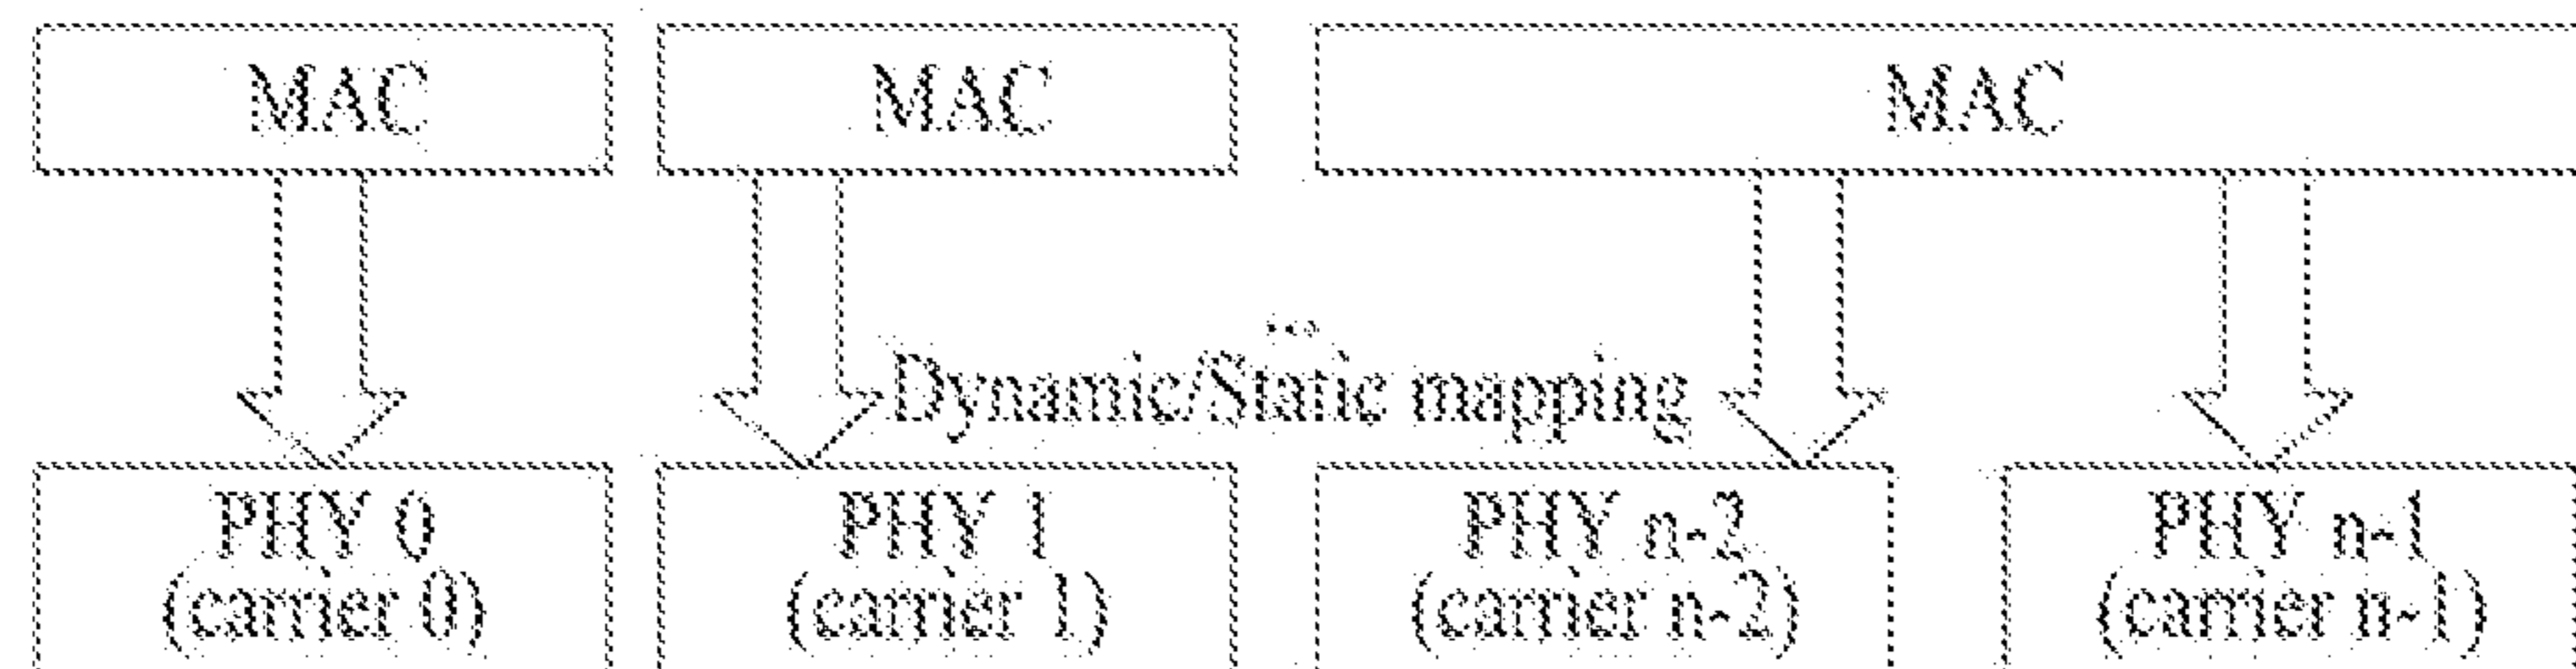 MAC MAC MAC
...
Dynamic/Static mapping
PHY 0 PHY 1 PHY n-2 PHY n-1
(carrier 0) (carrier 1) (carrier n-2) (carrier n-1)